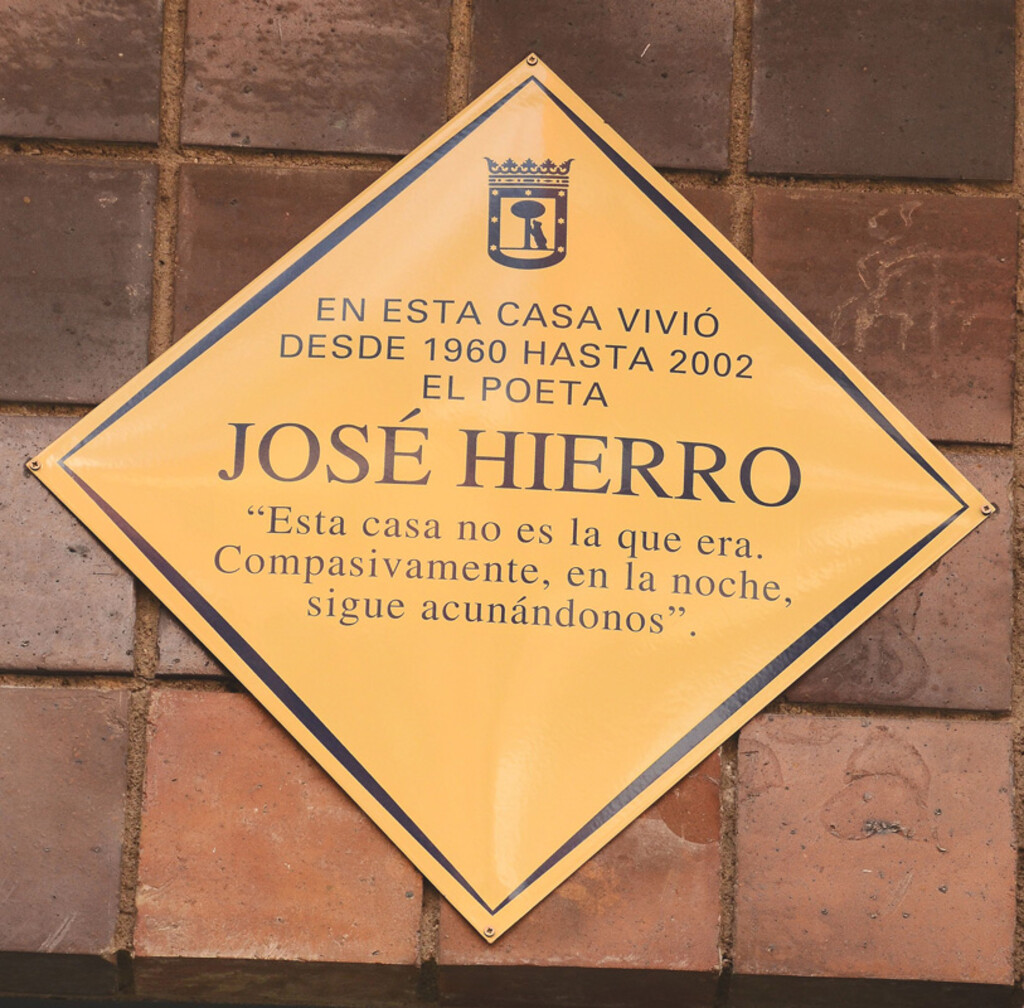 EN ESTA CASA VIVIÓ
DESDE 1960 HASTA 2002
EL POETA
JOSÉ HIERRO
“Esta casa no es la que era.
Compasivamente, en la noche,
sigue acunándonos”.